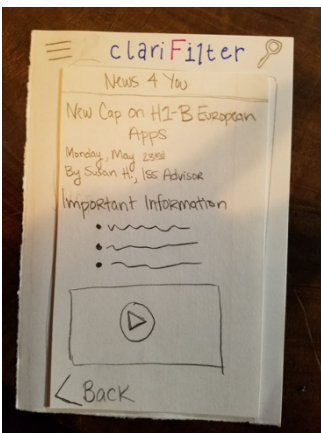 clariFilter
News 4 You
New Cap on H1-B European
Apps
Monday, May 23rd
By Susan H., ISS Advisor
Important Information
Back